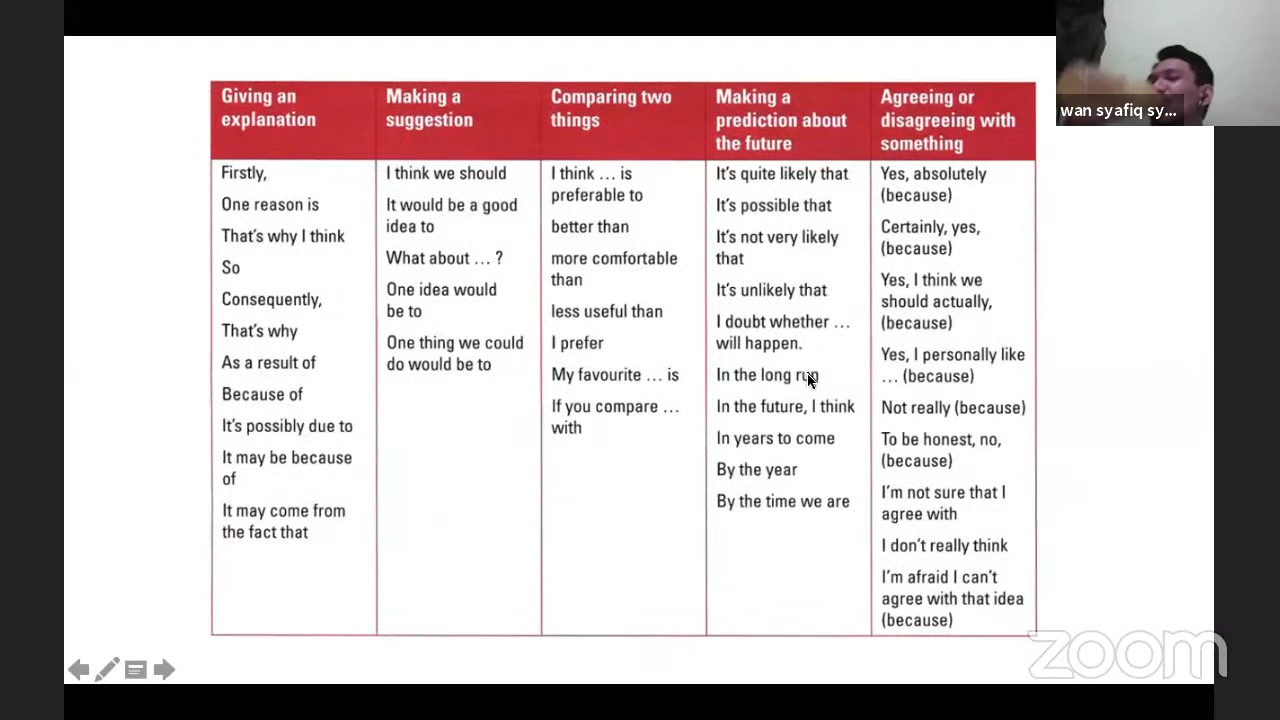 Giving an
explanation
Firstly,
One reason is
That's why I think
So
Consequently,
That's why
As a result of
Because of
It's possibly due to
It may be because
of
It may come from
the fact that
Making a
suggestion
I think we should
It would be a good
idea to
What about … ?
One idea would
be to
One thing we could
do would be to
Comparing two
things
I think … is
preferable to
better than
more comfortable
than
less useful than
I prefer
My favourite … is
If you compare …
with
Making a
prediction about
the future
It's quite likely that
It's possible that
It's not very likely
that
It's unlikely that
I doubt whether …
will happen.
In the long run
In the future, I think
In years to come
By the year
By the time we are
Agreeing or
disagreeing with
something
Yes, absolutely
(because)
Certainly, yes,
(because)
Yes, I think we
should actually,
(because)
Yes, I personally like
… (because)
Not really (because)
To be honest, no,
(because)
I'm not sure that I
agree with
I don't really think
I'm afraid I can't
agree with that idea
(because)
wan syafiq sy...
zoom